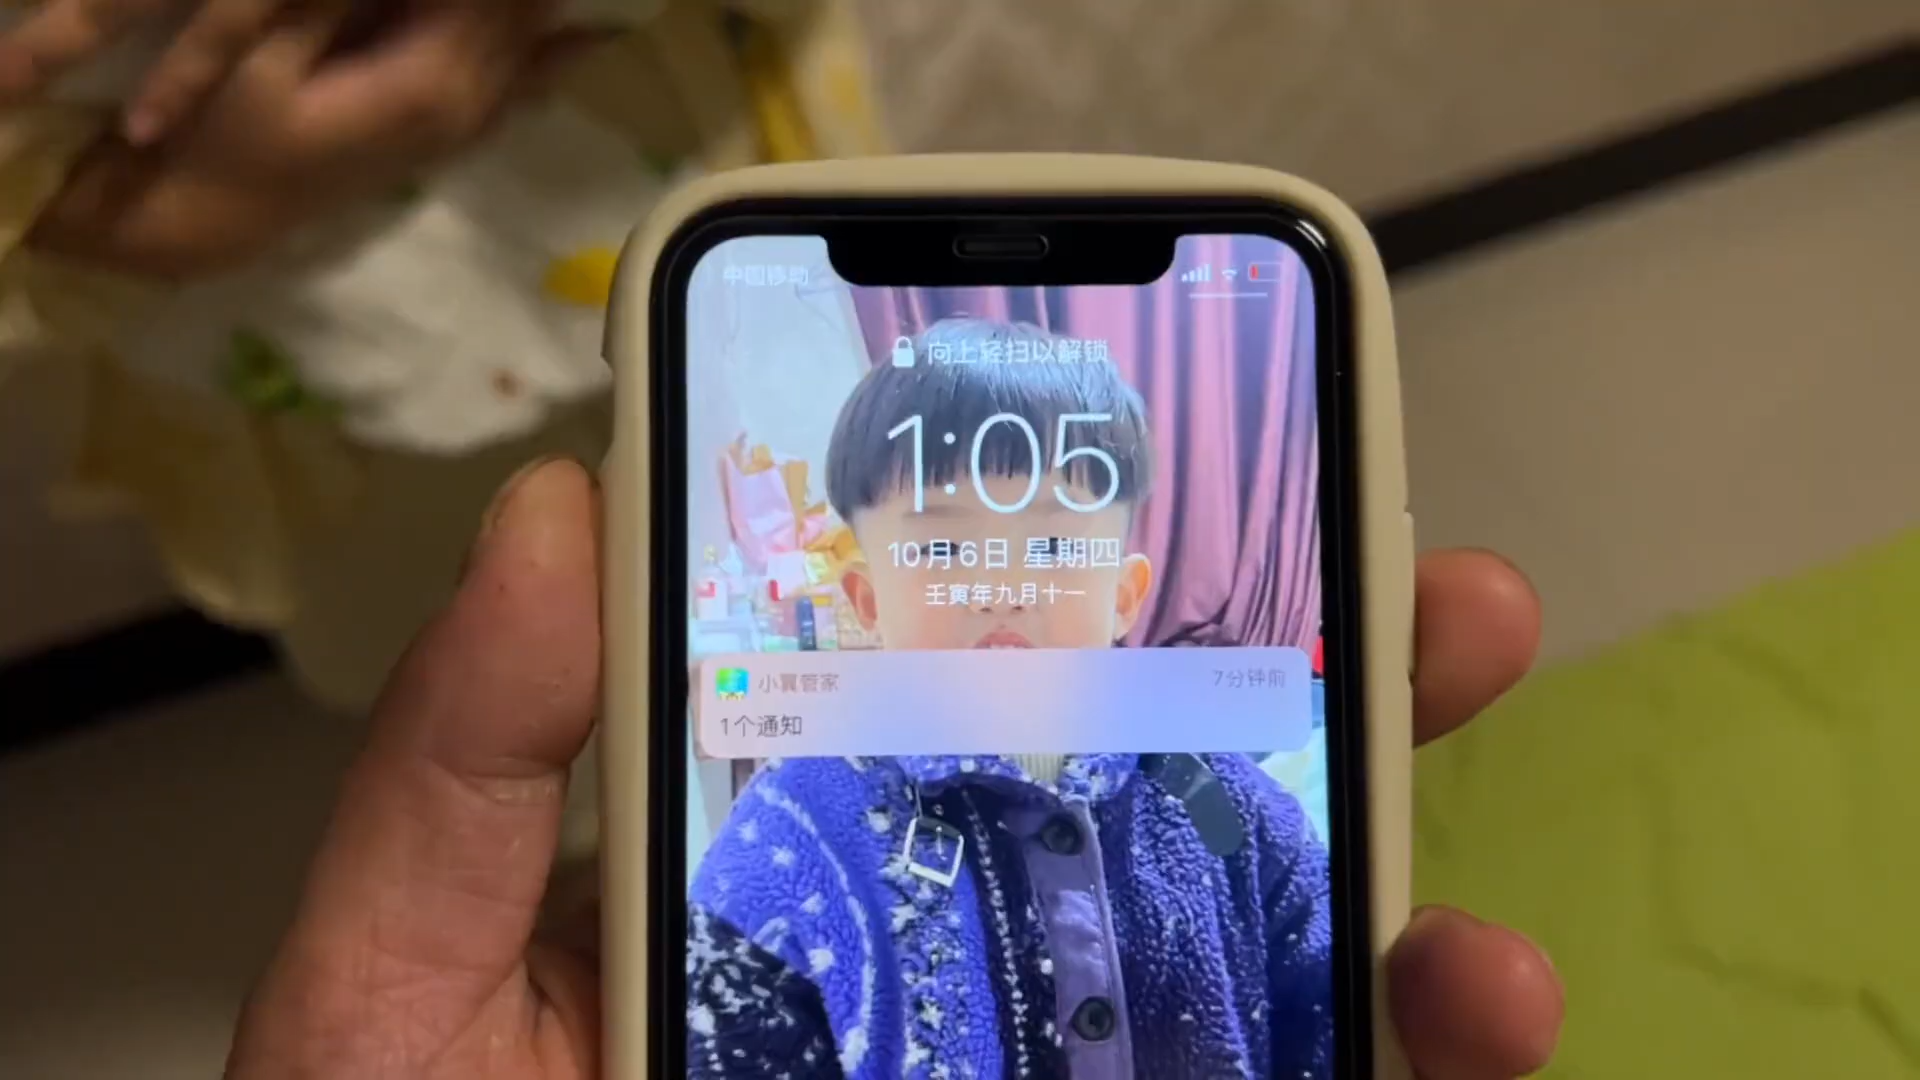 中国移动
向上轻扫以解锁
1:05
10月6日 星期四
壬寅年九月十一
小翼管家
7分钟前
1个通知